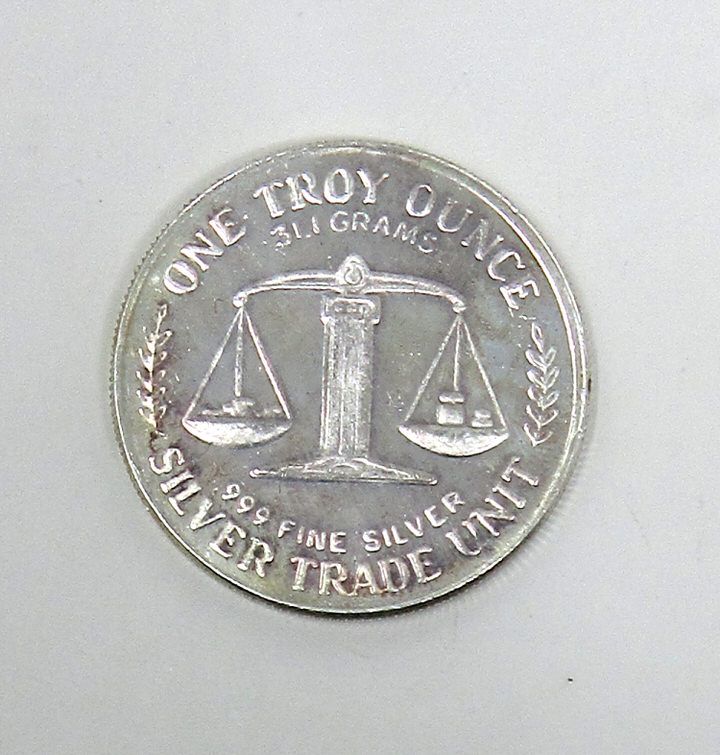 ONE TROY OUNCE
31.1 GRAMS
.999 FINE SILVER
SILVER TRADE UNIT